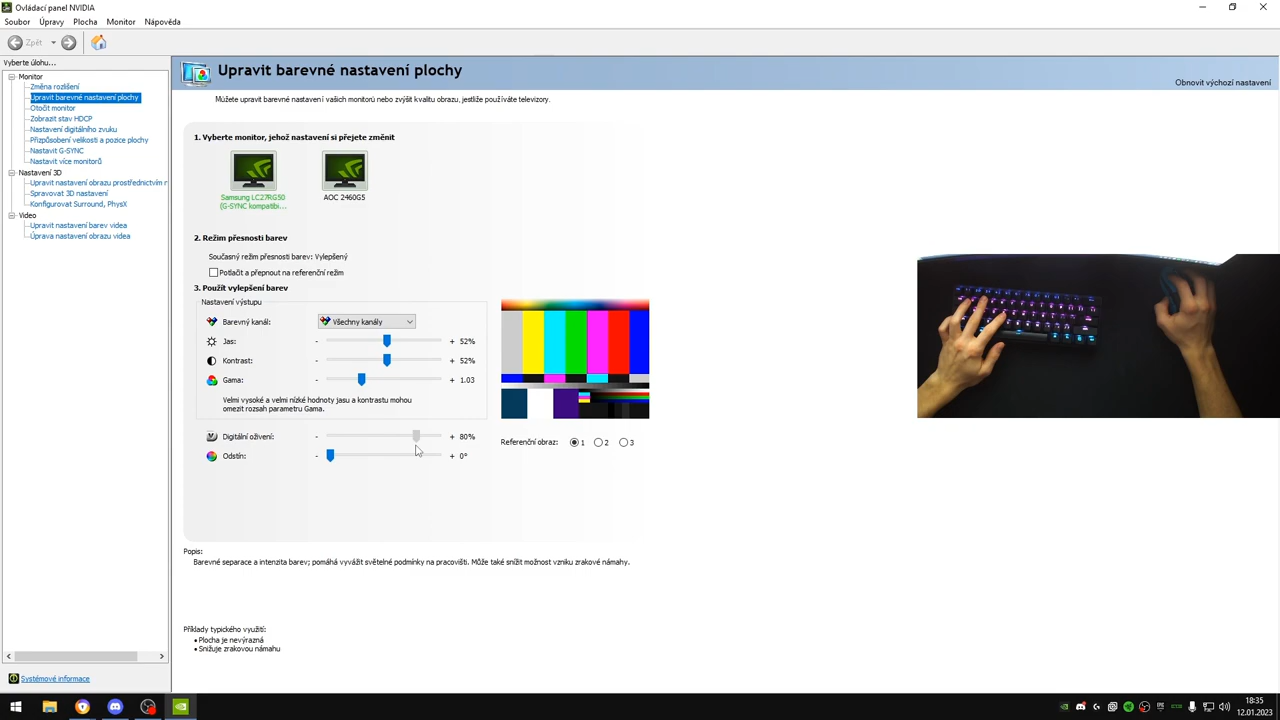 Ovládací panel NVIDIA
Soubor Úpravy Plocha Monitor Nápověda
Zpět
Vyberte úlohu...
Monitor
Změna rozlišení
Upravit barevné nastavení plochy
Otočit monitor
Zobrazit stav HDCP
Nastavení digitálního zvuku
Přizpůsobení velikosti a pozice plochy
Nastavit G-SYNC
Nastavit více monitorů
Nastavení 3D
Upravit nastavení obrazu prostřednictvím n
Spravovat 3D nastavení
Konfigurovat Surround, PhysX
Video
Upravit nastavení barev videa
Úprava nastavení obrazu videa
Systémové informace
Upravit barevné nastavení plochy
Obnovit výchozí nastavení
Můžete upravit barevné nastavení vašich monitorů nebo zvýšit kvalitu obrazu, jestliže používáte televizory.
1. Vyberte monitor, jehož nastavení si přejete změnit
Samsung LC27RG50
(G-SYNC kompatibi...
AOC 2460G5
2. Režim přesnosti barev
Současný režim přesnosti barev: Vylepšený
Potlačit a přepnout na referenční režim
3. Použít vylepšení barev
Nastavení výstupu
Barevný kanál: Všechny kanály
Jas: - + 52%
Kontrast: - + 52%
Gama: - + 1.03
Velmi vysoké a velmi nízké hodnoty jasu a kontrastu mohou
omezit rozsah parametru Gama.
Digitální oživení: - + 80%
Odstín: - + 0°
Referenční obraz: 1 2 3
Popis:
Barevné separace a intenzita barev; pomáhá vyvážit světelné podmínky na pracovišti. Může také snížit možnost vzniku zrakové námahy.
Příklady typického využití:
• Plocha je nevýrazná
• Snižuje zrakovou námahu
18:35
12.01.2023